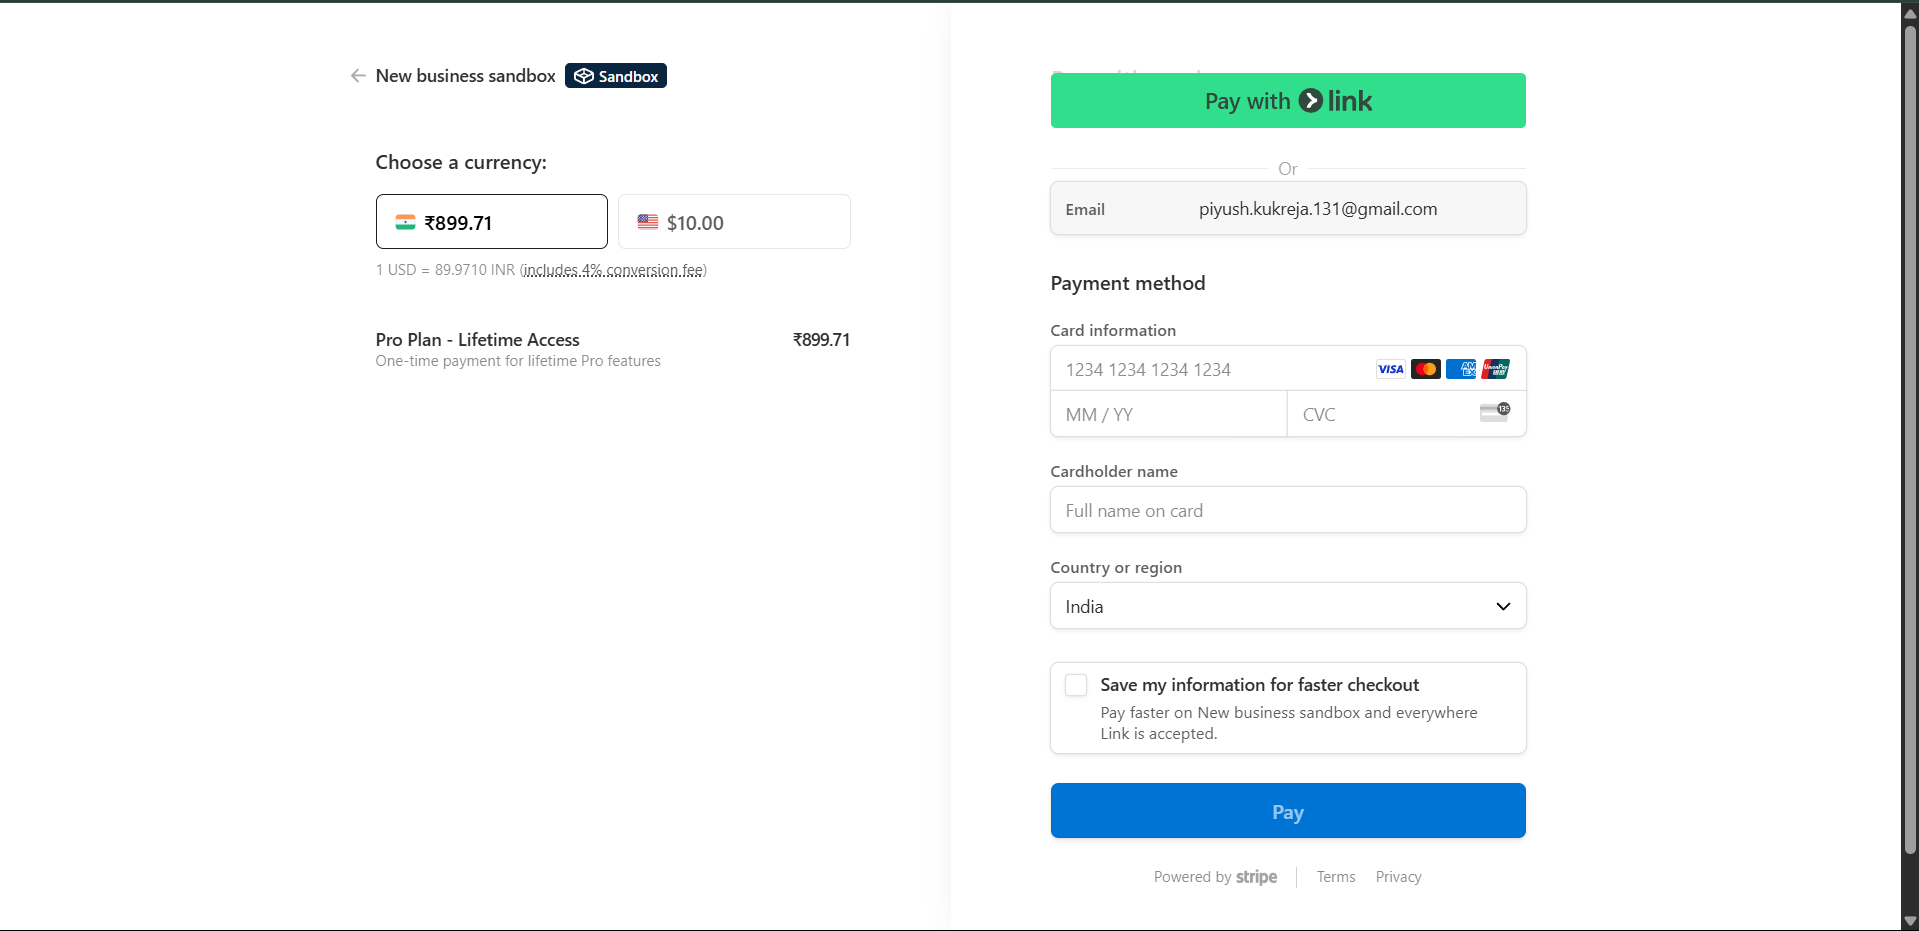 New business sandbox
Sandbox
Choose a currency:
₹899.71
$10.00
1 USD = 89.9710 INR (includes 4% conversion fee)
Pro Plan - Lifetime Access
₹899.71
One-time payment for lifetime Pro features
Pay with link
Or
Email
piyush.kukreja.131@gmail.com
Payment method
Card information
1234 1234 1234 1234
VISA
AM EX
UnionPay
MM / YY
CVC
135
Cardholder name
Full name on card
Country or region
India
Save my information for faster checkout
Pay faster on New business sandbox and everywhere
Link is accepted.
Pay
Powered by stripe
Terms
Privacy